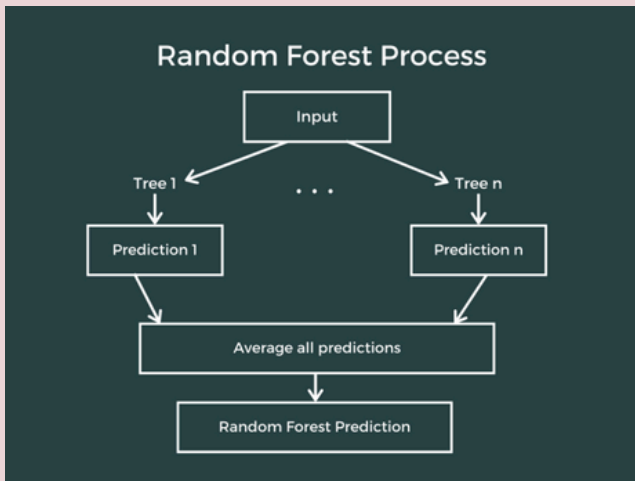 Random Forest Process
Input
Tree 1
. . .
Tree n
Prediction 1
Prediction n
Average all predictions
Random Forest Prediction